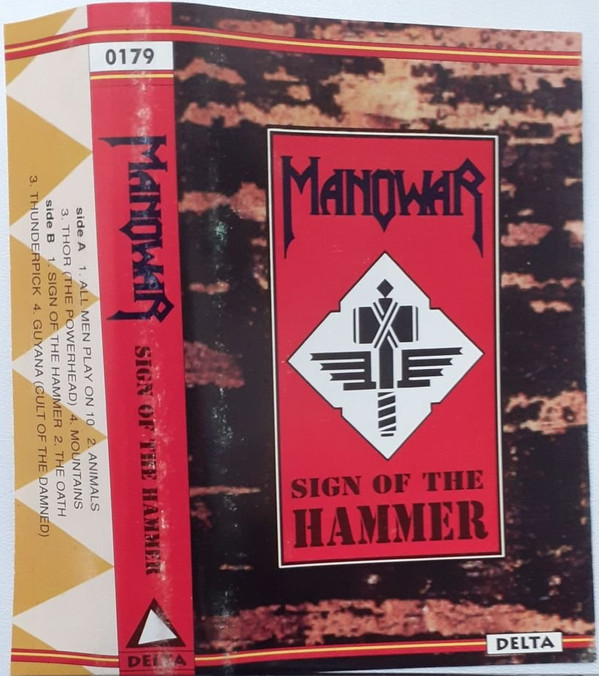 0179
MANOWAR
SIGN OF THE HAMMER
DELTA
side A 1. ALL MEN PLAY ON 10 2. ANIMALS
3. THOR (THE POWERHEAD) 4. MOUNTAINS
side B 1. SIGN OF THE HAMMER 2. THE OATH
3. THUNDERPICK 4. GUYANA (CULT OF THE DAMNED)
MANOWAR
SIGN OF THE
HAMMER
DELTA